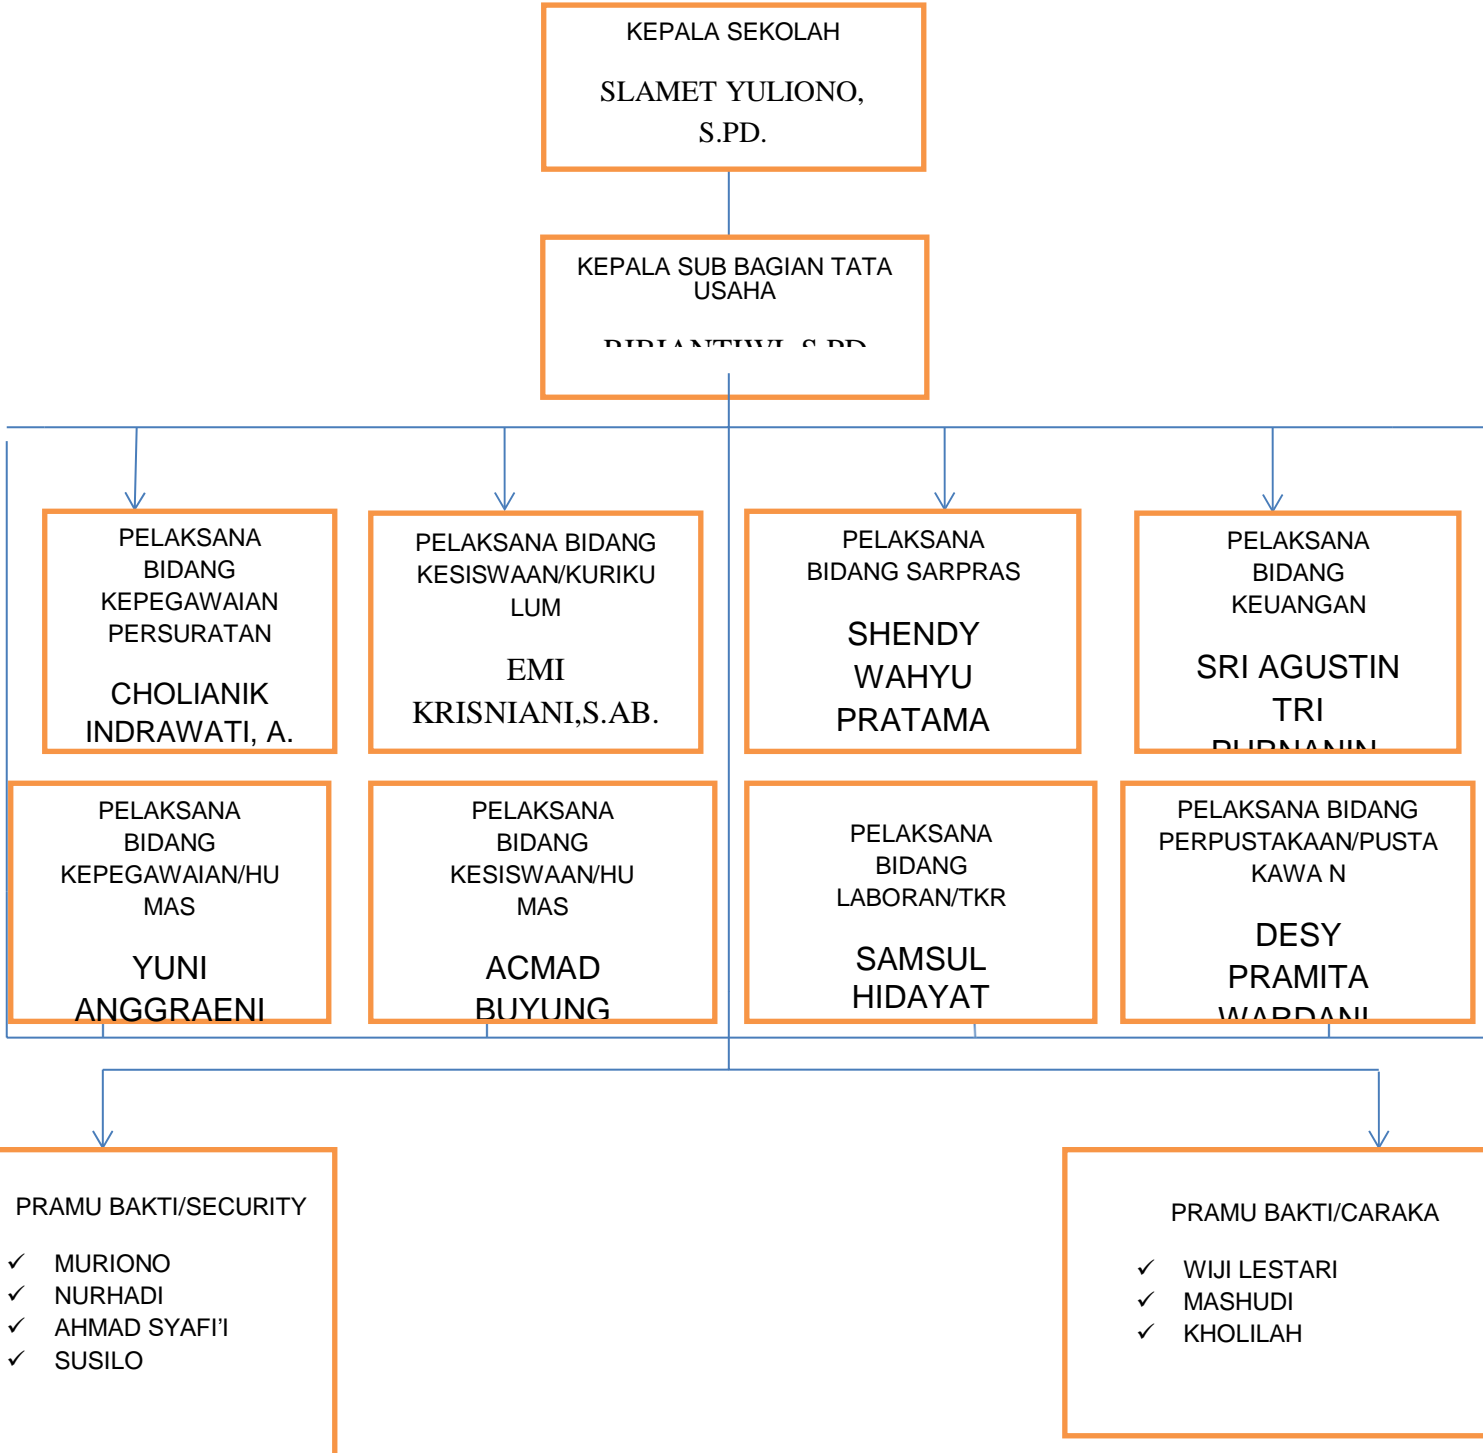 KEPALA SEKOLAH
SLAMET YULIONO,
S.PD.
KEPALA SUB BAGIAN TATA
USAHA
S.PD
PELAKSANA
BIDANG
KEPEGAWAIAN
PERSURATAN
CHOLIANIK
INDRAWATI, A.
PELAKSANA BIDANG
KESISWAAN/KURIKU
LUM
EMI
KRISNIANI,S.AB.
PELAKSANA
BIDANG SARPRAS
SHENDY
WAHYU
PRATAMA
PELAKSANA
BIDANG
KEUANGAN
SRI AGUSTIN
TRI
PELAKSANA
BIDANG
KEPEGAWAIAN/HU
MAS
YUNI
ANGGRAENI
PELAKSANA
BIDANG
KESISWAAN/HU
MAS
ACMAD
BUYUNG
PELAKSANA
BIDANG
LABORAN/TKR
SAMSUL
HIDAYAT
PELAKSANA BIDANG
PERPUSTAKAAN/PUSTA
KAWA N
DESY
PRAMITA
WARDANI
PRAMU BAKTI/SECURITY
✓ MURIONO
✓ NURHADI
✓ AHMAD SYAFI'I
✓ SUSILO
PRAMU BAKTI/CARAKA
✓ WIJI LESTARI
✓ MASHUDI
✓ KHOLILAH